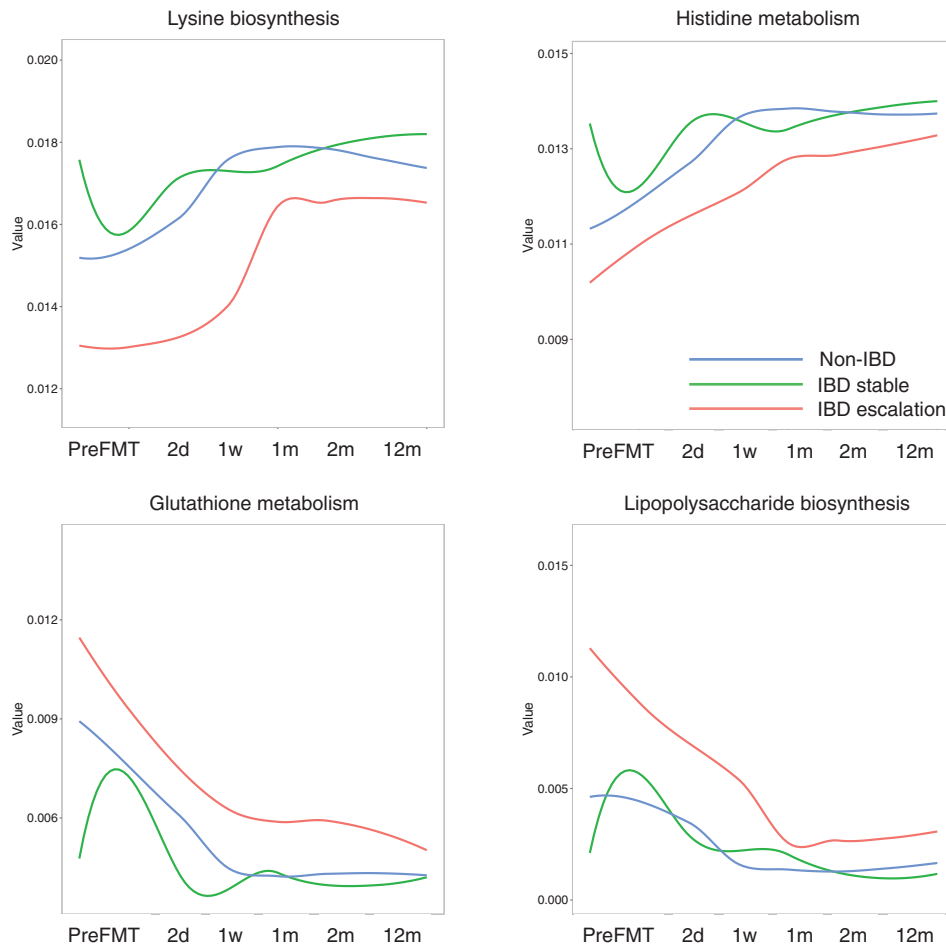 Lysine biosynthesis
0.020
0.018
0.016
0.014
0.012
Value
PreFMT 2d 1w 1m 2m 12m
Histidine metabolism
0.015
0.013
0.011
0.009
Value
Non-IBD
IBD stable
IBD escalation
PreFMT 2d 1w 1m 2m 12m
Glutathione metabolism
0.012
0.009
0.006
Value
PreFMT 2d 1w 1m 2m 12m
Lipopolysaccharide biosynthesis
0.015
0.010
0.005
0.000
Value
PreFMT 2d 1w 1m 2m 12m